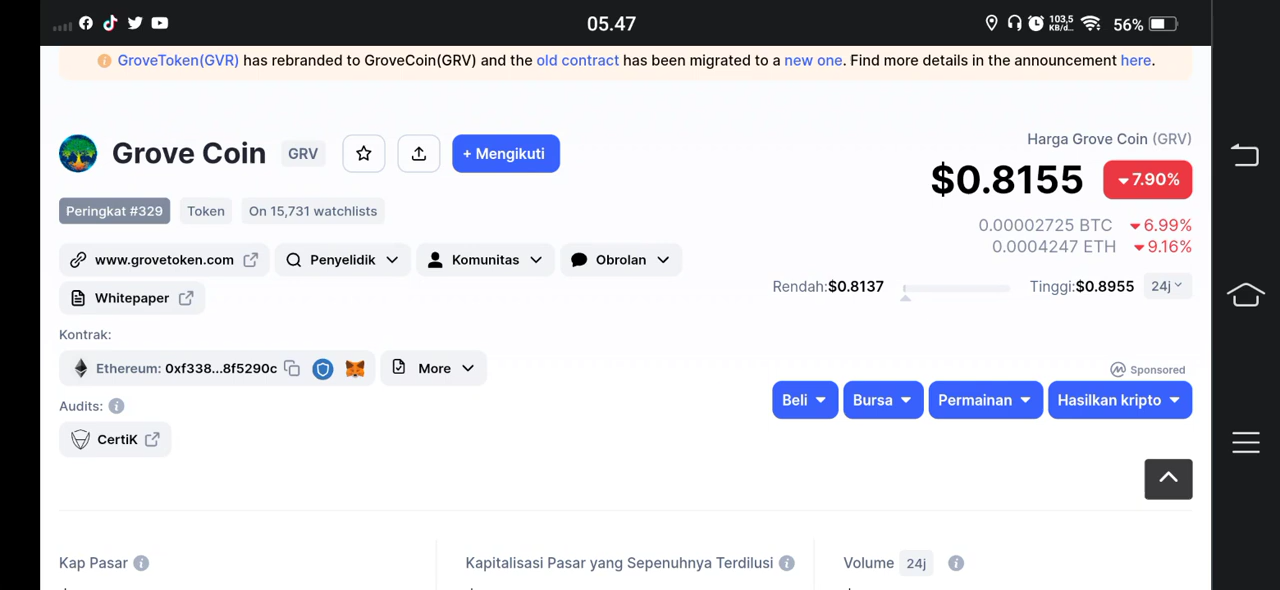 05.47
103,5
KB/d...
56%
GroveToken(GVR) has rebranded to GroveCoin(GRV) and the old contract has been migrated to a new one. Find more details in the announcement here.
Grove Coin GRV + Mengikuti
Harga Grove Coin (GRV)
$0.8155 7.90%
Peringkat #329 Token On 15,731 watchlists
0.00002725 BTC 6.99%
0.0004247 ETH 9.16%
www.grovetoken.com Penyelidik Komunitas Obrolan
Rendah:$0.8137 Tinggi:$0.8955 24j
Whitepaper
Kontrak:
Ethereum: 0xf338...8f5290c More
Sponsored
Beli Bursa Permainan Hasilkan kripto
Audits:
CertiK
Kap Pasar Kapitalisasi Pasar yang Sepenuhnya Terdilusi Volume 24j